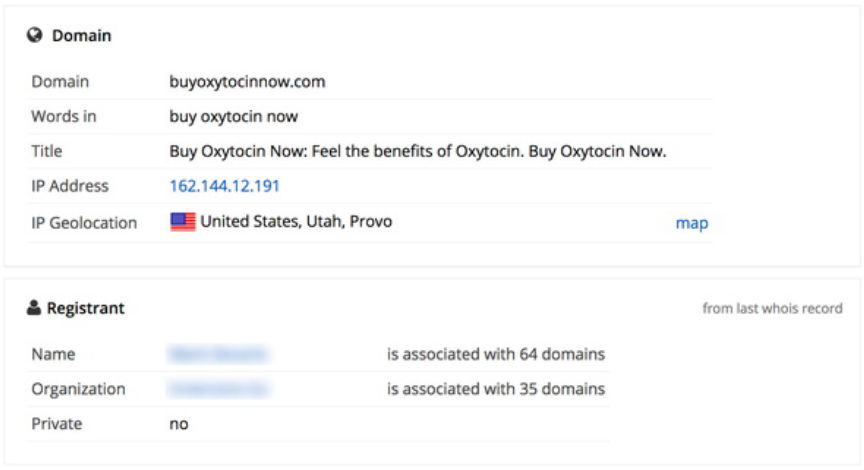 Domain
Domain buyoxytocinnow.com
Words in buy oxytocin now
Title Buy Oxytocin Now: Feel the benefits of Oxytocin. Buy Oxytocin Now.
IP Address 162.144.12.191
IP Geolocation United States, Utah, Provo map
Registrant from last whois record
Name is associated with 64 domains
Organization is associated with 35 domains
Private no